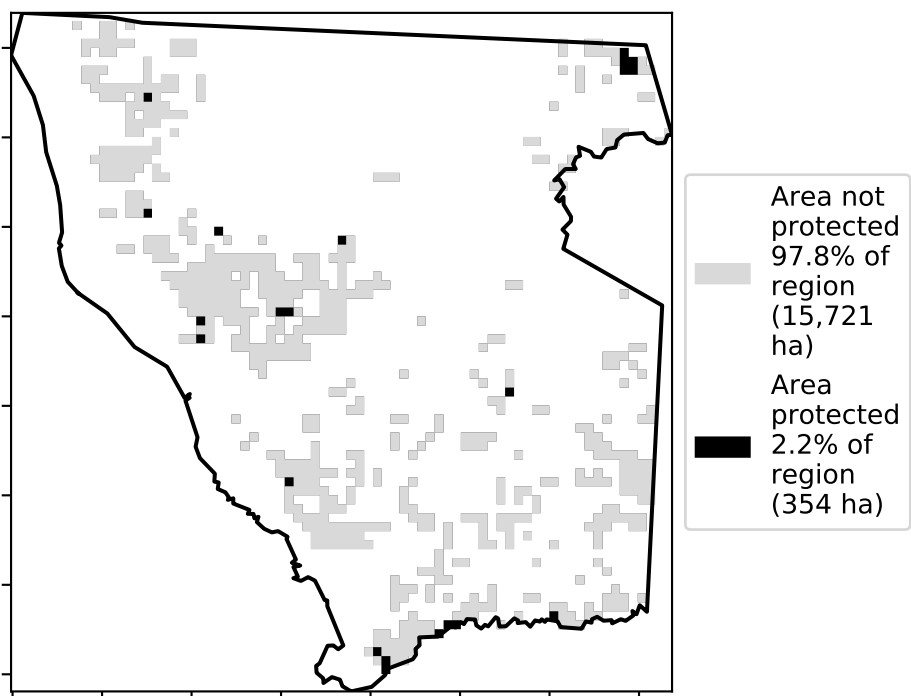 Area not
protected
97.8% of
region
(15,721
ha)
Area
protected
2.2% of
region
(354 ha)